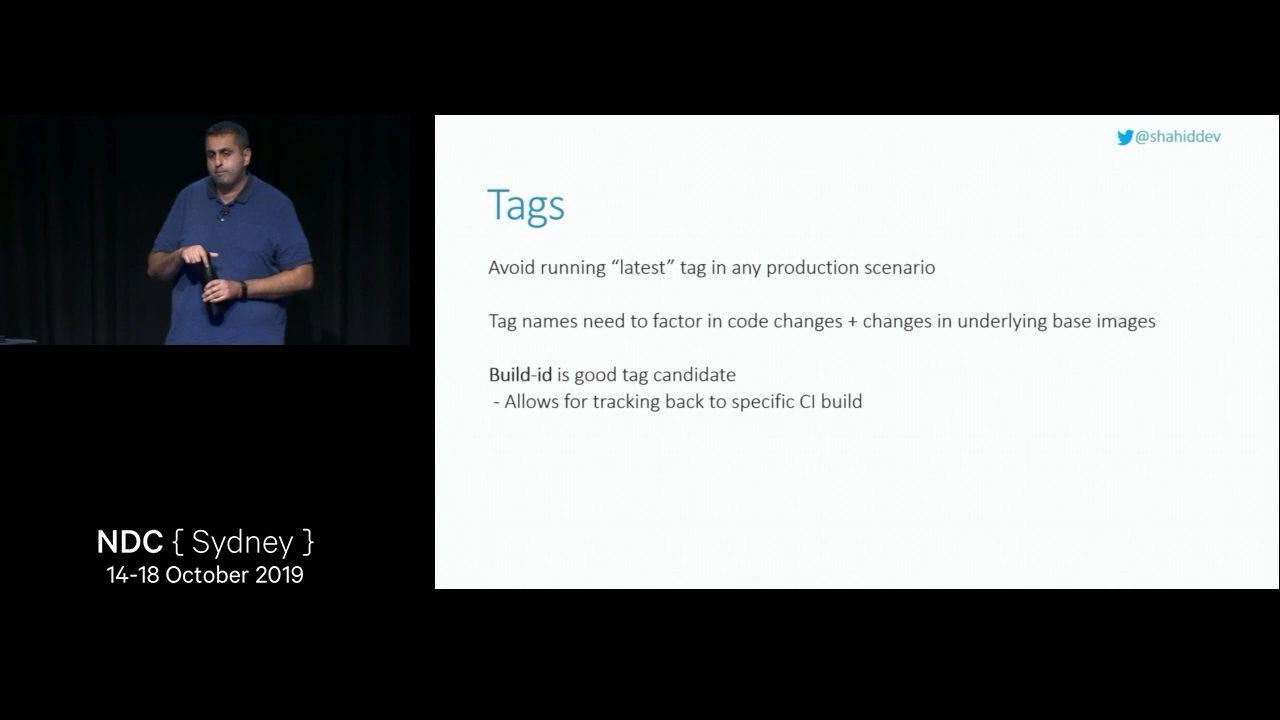 @shahiddev
Tags
Avoid running “latest” tag in any production scenario
Tag names need to factor in code changes + changes in underlying base images
Build-id is good tag candidate
- Allows for tracking back to specific CI build
NDC { Sydney }
14-18 October 2019